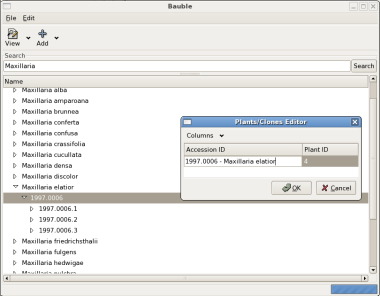 Bauble
File Edit
View Add
Search
Maxillaria Search
Name
Maxillaria alba
Maxillaria amparoana
Maxillaria brunnea
Maxillaria conferta
Maxillaria confusa
Maxillaria crassifolia
Maxillaria cucullata
Maxillaria densa
Maxillaria discolor
Maxillaria elatior
1997.0006
1997.0006.1
1997.0006.2
1997.0006.3
Maxillaria friedrichsthalii
Maxillaria fulgens
Maxillaria hedwigae
Maxillaria pulchra
Plants/Clones Editor
Columns
Accession ID Plant ID
1997.0006 - Maxillaria elatior 4
OK Cancel